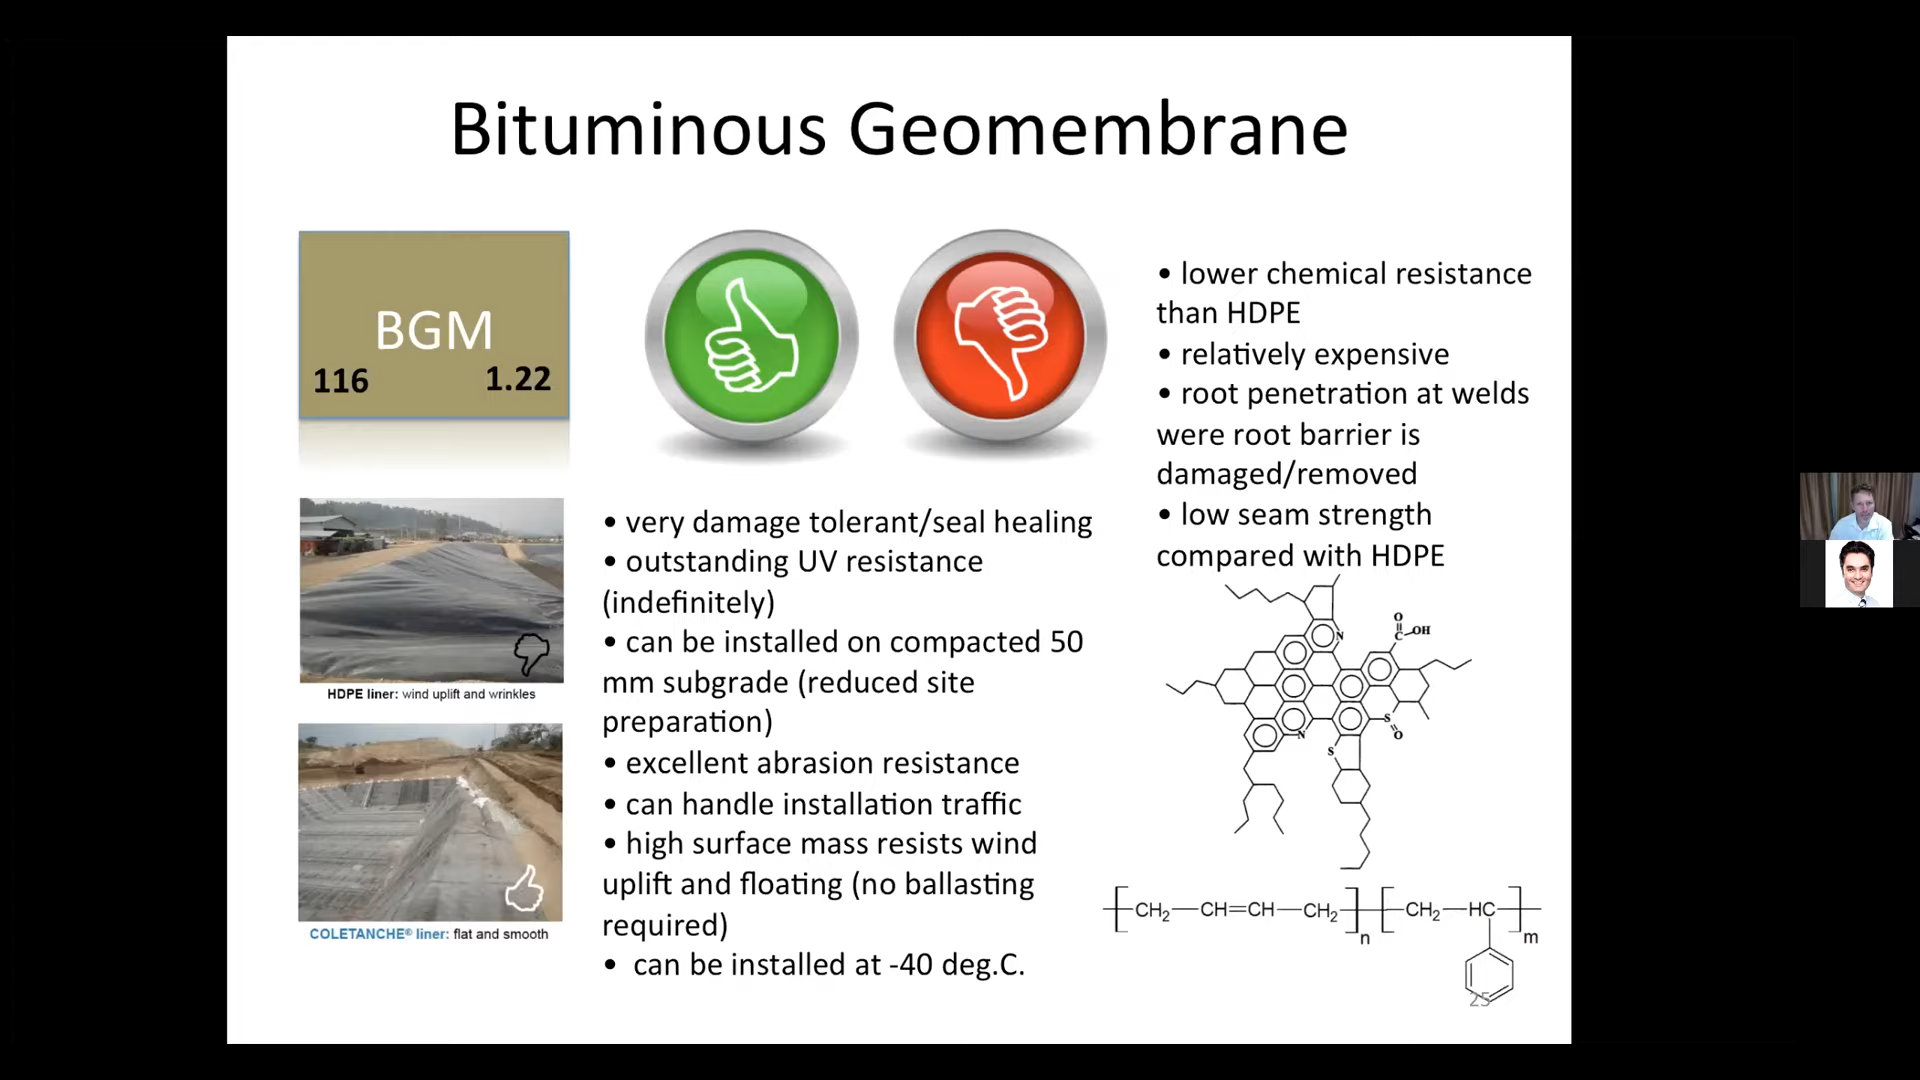 Bituminous Geomembrane
BGM
116 1.22
HDPE liner: wind uplift and wrinkles
COLETANCHE® liner: flat and smooth
• very damage tolerant/seal healing
• outstanding UV resistance
(indefinitely)
• can be installed on compacted 50
mm subgrade (reduced site
preparation)
• excellent abrasion resistance
• can handle installation traffic
• high surface mass resists wind
uplift and floating (no ballasting
required)
• can be installed at -40 deg.C.
• lower chemical resistance
than HDPE
• relatively expensive
• root penetration at welds
were root barrier is
damaged/removed
• low seam strength
compared with HDPE
O
C OH
N
S
O
N
S
CH2 CH=CH CH2 n CH2 HC m
25